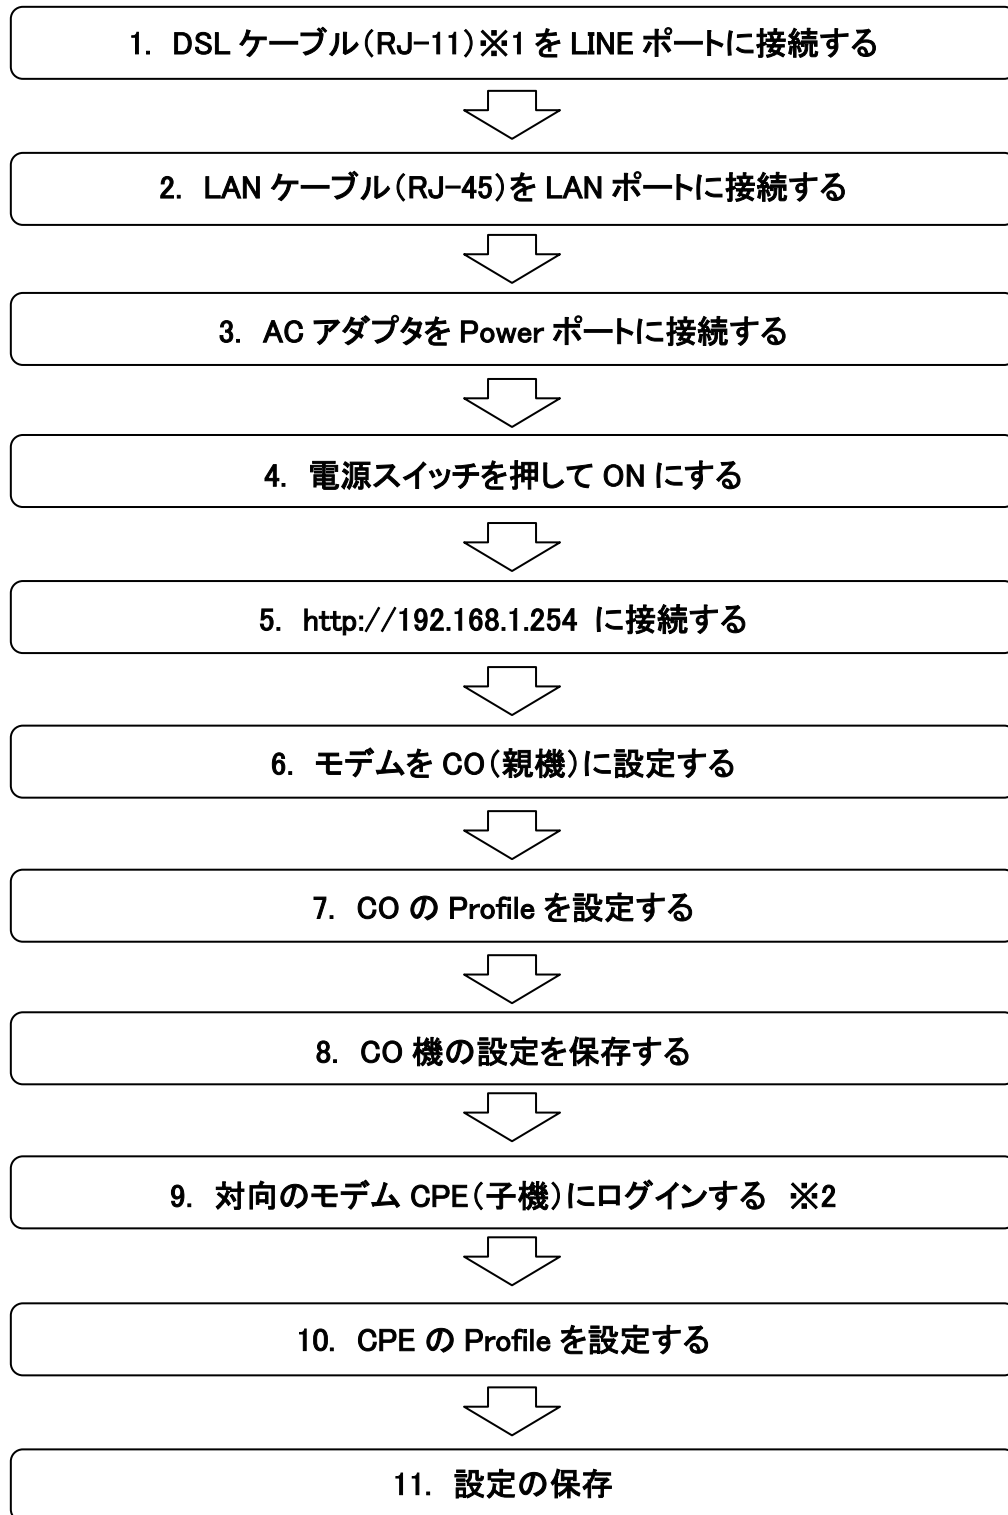 1. DSL ケーブル(RJ-11)※1 を LINE ポートに接続する
2. LAN ケーブル(RJ-45)を LAN ポートに接続する
3. AC アダプタを Power ポートに接続する
4. 電源スイッチを押して ON にする
5. http://192.168.1.254 に接続する
6. モデムを CO(親機)に設定する
7. CO の Profile を設定する
8. CO 機の設定を保存する
9. 対向のモデム CPE(子機)にログインする ※2
10. CPE の Profile を設定する
11. 設定の保存